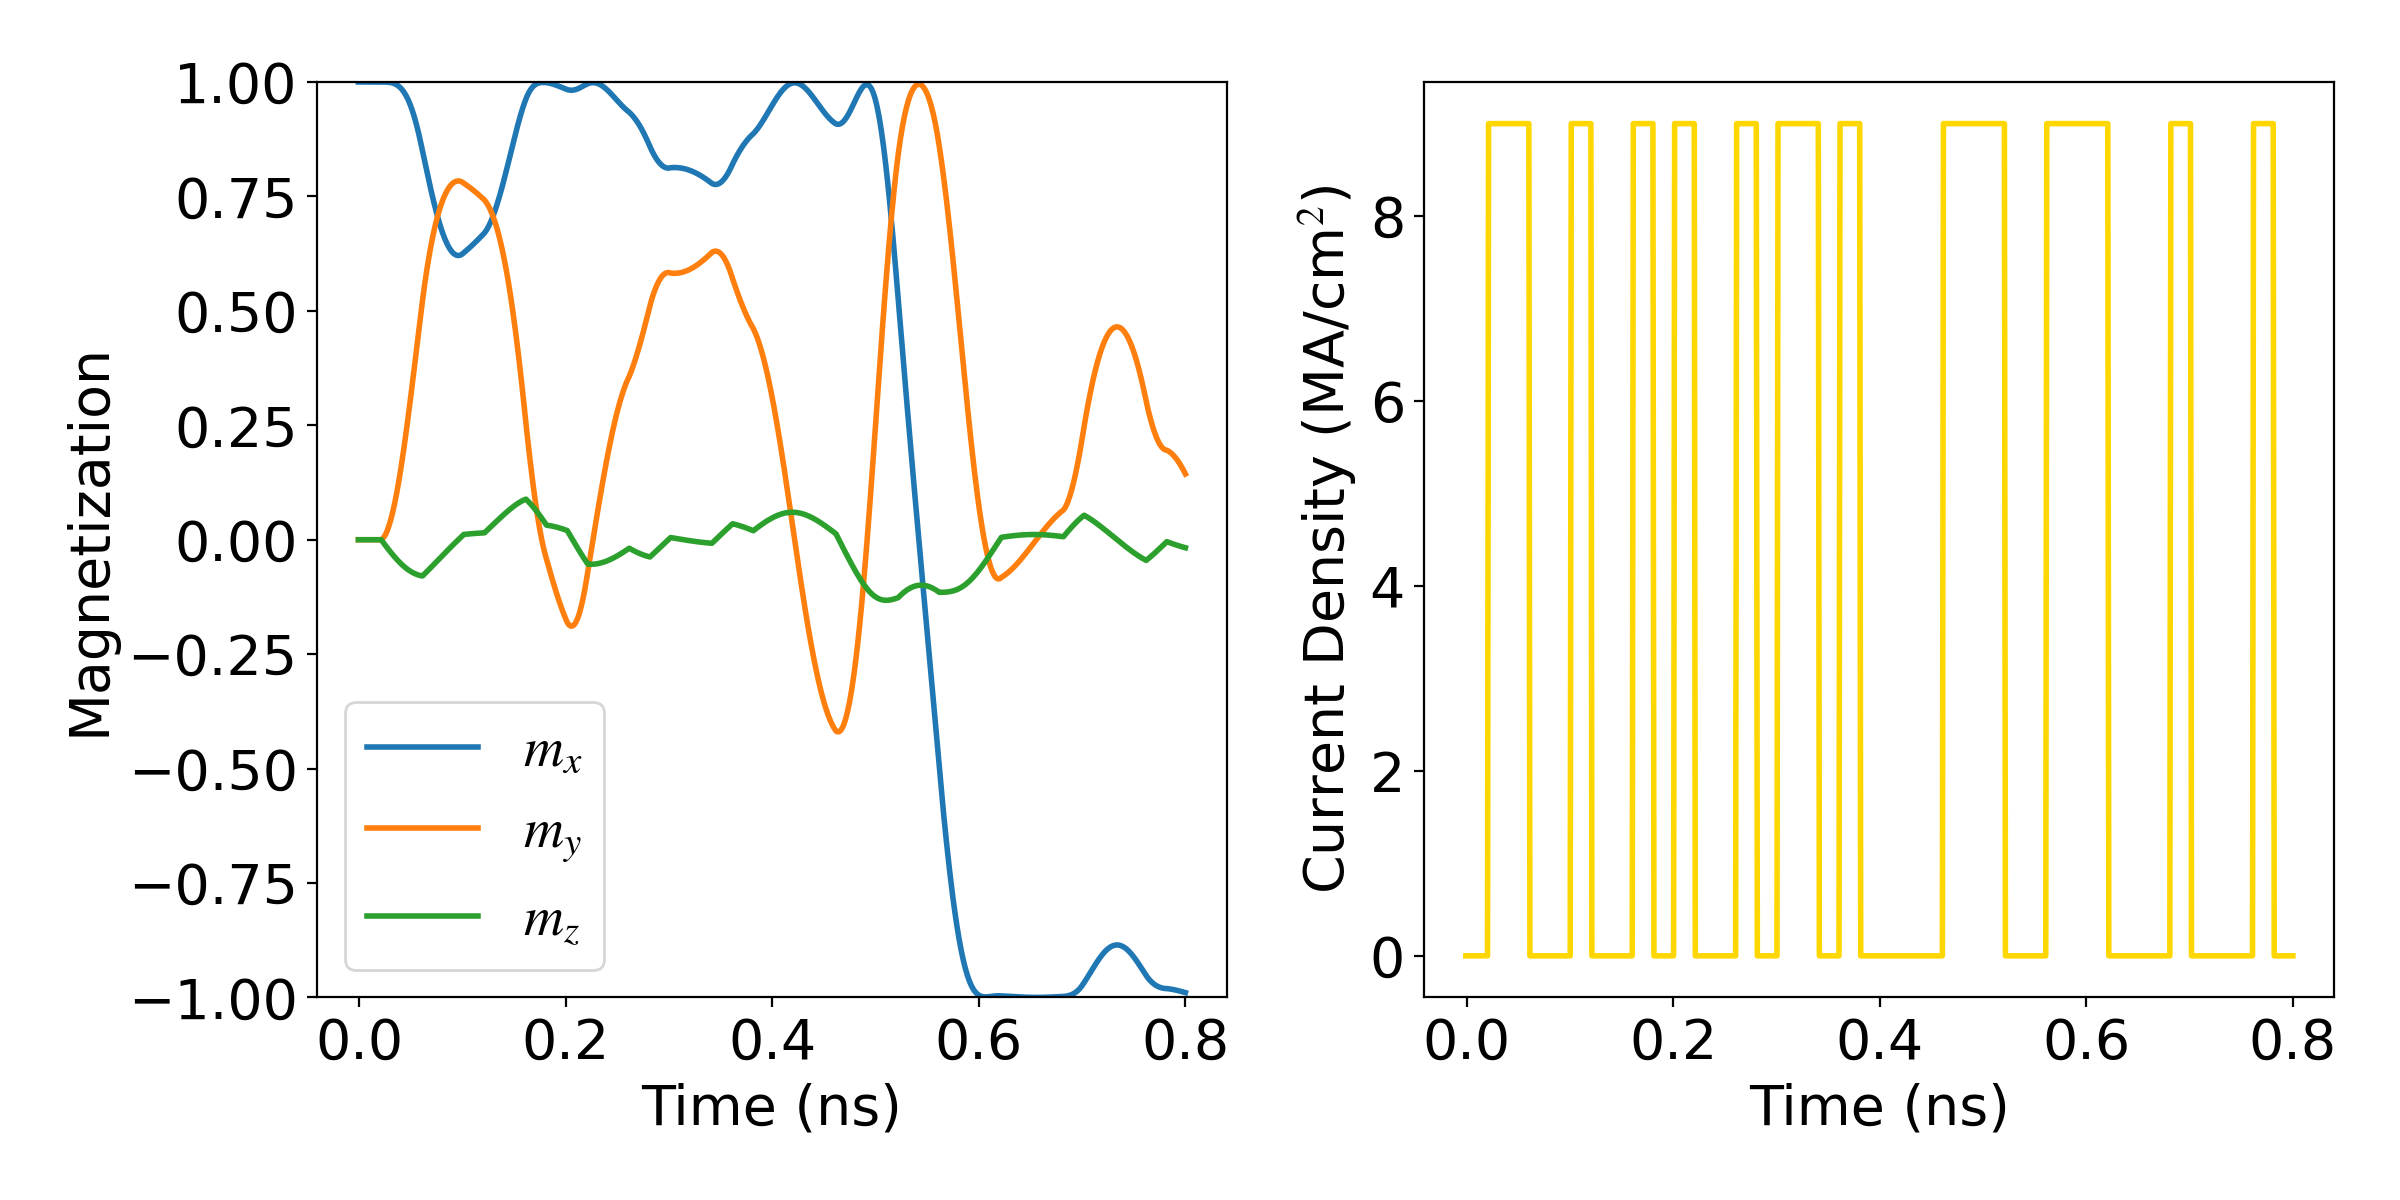 1.00
0.75
0.50
0.25
0.00
−0.25
−0.50
−0.75
−1.00
Magnetization
m_x
m_y
m_z
0.0 0.2 0.4 0.6 0.8
Time (ns)
8
6
4
2
0
Current Density (MA/cm²)
0.0 0.2 0.4 0.6 0.8
Time (ns)